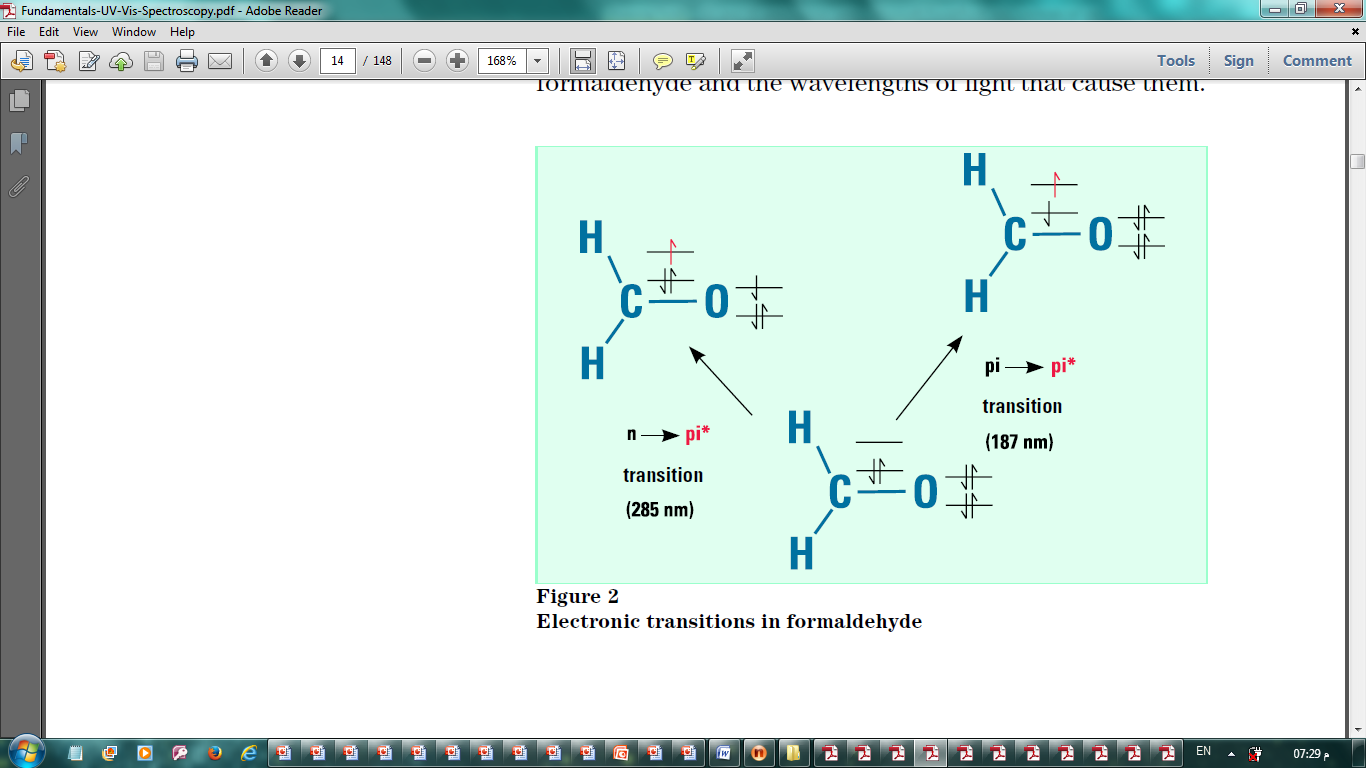 Fundamentals-UV-Vis-Spectroscopy.pdf - Adobe Reader
File Edit View Window Help
14 / 148 168% Tools Sign Comment
formaldehyde and the wavelengths of light that cause them.
H
C O
H
n pi*
transition
(285 nm)
H
C O
H
pi pi*
transition
(187 nm)
H
C O
H
Figure 2
Electronic transitions in formaldehyde
EN 07:29 م